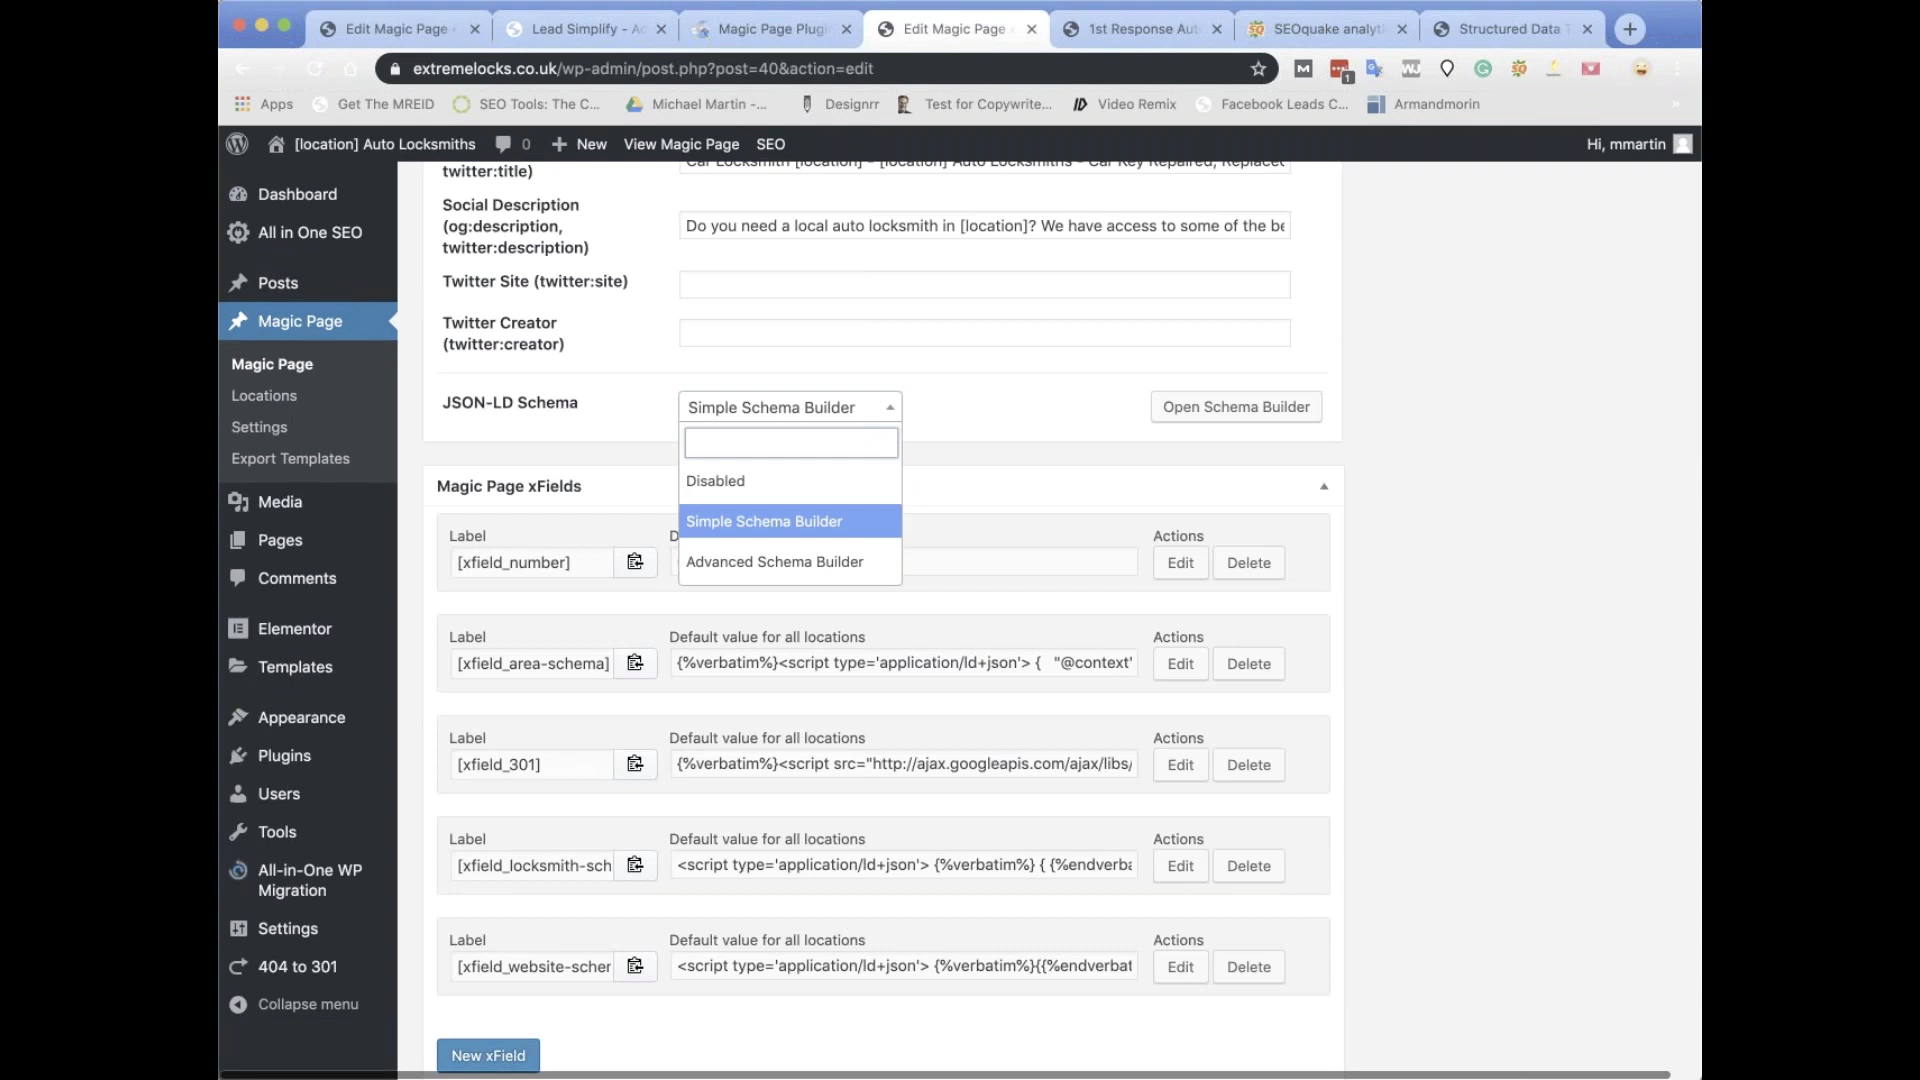 Edit Magic Page
Lead Simplify - Ac
Magic Page Plugi
Edit Magic Page
1st Response Aut
SEOquake analyti
Structured Data T
extremelocks.co.uk/wp-admin/post.php?post=40&action=edit
1
Apps
Get The MREID
SEO Tools: The C...
Michael Martin -...
Designrr
Test for Copywrite...
Video Remix
Facebook Leads C...
Armandmorin
[location] Auto Locksmiths
0
New
View Magic Page
SEO
Hi, mmartin
Dashboard
All in One SEO
Posts
Magic Page
Magic Page
Locations
Settings
Export Templates
Media
Pages
Comments
Elementor
Templates
Appearance
Plugins
Users
Tools
All-in-One WP
Migration
Settings
404 to 301
Collapse menu
twitter:title)
Car Locksmith [location] - [location] Auto Locksmiths - Car Key Repaired, Replacet
Social Description
(og:description,
twitter:description)
Do you need a local auto locksmith in [location]? We have access to some of the be
Twitter Site (twitter:site)
Twitter Creator
(twitter:creator)
JSON-LD Schema
Simple Schema Builder
Open Schema Builder
Disabled
Simple Schema Builder
Advanced Schema Builder
Magic Page xFields
Label
D
Actions
[xfield_number]
Edit
Delete
Label
Default value for all locations
Actions
[xfield_area-schema]
{%verbatim%}<script type='application/ld+json'> { "@context"
Edit
Delete
Label
Default value for all locations
Actions
[xfield_301]
{%verbatim%}<script src="http://ajax.googleapis.com/ajax/libs/
Edit
Delete
Label
Default value for all locations
Actions
[xfield_locksmith-sch
<script type='application/ld+json'> {%verbatim%} { {%endverba
Edit
Delete
Label
Default value for all locations
Actions
[xfield_website-scher
<script type='application/ld+json'> {%verbatim%}{{%endverbat
Edit
Delete
New xField